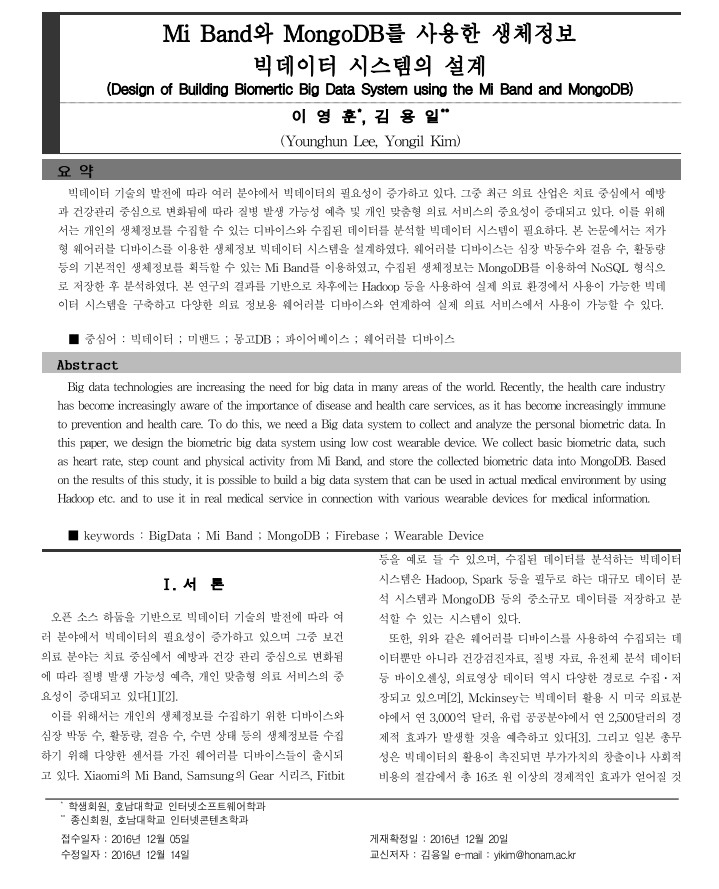 Mi Band와 MongoDB를 사용한 생체정보
빅데이터 시스템의 설계
(Design of Building Biomertic Big Data System using the Mi Band and MongoDB)
이 영 훈*, 김 용 일**
(Younghun Lee, Yongil Kim)
요 약
빅데이터 기술의 발전에 따라 여러 분야에서 빅데이터의 필요성이 증가하고 있다. 그중 최근 의료 산업은 치료 중심에서 예방
과 건강관리 중심으로 변화됨에 따라 질병 발생 가능성 예측 및 개인 맞춤형 의료 서비스의 중요성이 증대되고 있다. 이를 위해
서는 개인의 생체정보를 수집할 수 있는 디바이스와 수집된 데이터를 분석할 빅데이터 시스템이 필요하다. 본 논문에서는 저가
형 웨어러블 디바이스를 이용한 생체정보 빅데이터 시스템을 설계하였다. 웨어러블 디바이스는 심장 박동수와 걸음 수, 활동량
등의 기본적인 생체정보를 획득할 수 있는 Mi Band를 이용하였고, 수집된 생체정보는 MongoDB를 이용하여 NoSQL 형식으
로 저장한 후 분석하였다. 본 연구의 결과를 기반으로 차후에는 Hadoop 등을 사용하여 실제 의료 환경에서 사용이 가능한 빅데
이터 시스템을 구축하고 다양한 의료 정보용 웨어러블 디바이스와 연계하여 실제 의료 서비스에서 사용이 가능할 수 있다.
■ 중심어 : 빅데이터 ; 미밴드 ; 몽고DB ; 파이어베이스 ; 웨어러블 디바이스
Abstract
Big data technologies are increasing the need for big data in many areas of the world. Recently, the health care industry
has become increasingly aware of the importance of disease and health care services, as it has become increasingly immune
to prevention and health care. To do this, we need a Big data system to collect and analyze the personal biometric data. In
this paper, we design the biometric big data system using low cost wearable device. We collect basic biometric data, such
as heart rate, step count and physical activity from Mi Band, and store the collected biometric data into MongoDB. Based
on the results of this study, it is possible to build a big data system that can be used in actual medical environment by using
Hadoop etc. and to use it in real medical service in connection with various wearable devices for medical information.
■ keywords : BigData ; Mi Band ; MongoDB ; Firebase ; Wearable Device
Ⅰ. 서 론
오픈 소스 하둡을 기반으로 빅데이터 기술의 발전에 따라 여
러 분야에서 빅데이터의 필요성이 증가하고 있으며 그중 보건
의료 분야는 치료 중심에서 예방과 건강 관리 중심으로 변화됨
에 따라 질병 발생 가능성 예측, 개인 맞춤형 의료 서비스의 중
요성이 증대되고 있다[1][2].
이를 위해서는 개인의 생체정보를 수집하기 위한 디바이스와
심장 박동 수, 활동량, 걸음 수, 수면 상태 등의 생체정보를 수집
하기 위해 다양한 센서를 가진 웨어러블 디바이스들이 출시되
고 있다. Xiaomi의 Mi Band, Samsung의 Gear 시리즈, Fitbit
등을 예로 들 수 있으며, 수집된 데이터를 분석하는 빅데이터
시스템은 Hadoop, Spark 등을 필두로 하는 대규모 데이터 분
석 시스템과 MongoDB 등의 중소규모 데이터를 저장하고 분
석할 수 있는 시스템이 있다.
또한, 위와 같은 웨어러블 디바이스를 사용하여 수집되는 데
이터뿐만 아니라 건강검진자료, 질병 자료, 유전체 분석 데이터
등 바이오센싱, 의료영상 데이터 역시 다양한 경로로 수집·저
장되고 있으며[2], Mckinsey는 빅데이터 활용 시 미국 의료분
야에서 연 3,000억 달러, 유럽 공공분야에서 연 2,500달러의 경
제적 효과가 발생할 것을 예측하고 있다[3]. 그리고 일본 총무
성은 빅데이터의 활용이 촉진되면 부가가치의 창출이나 사회적
비용의 절감에서 총 16조 원 이상의 경제적인 효과가 얻어질 것
* 학생회원, 호남대학교 인터넷소프트웨어학과
** 종신회원, 호남대학교 인터넷콘텐츠학과
접수일자 : 2016년 12월 05일
수정일자 : 2016년 12월 14일
게재확정일 : 2016년 12월 20일
교신저자 : 김용일 e-mail : yikim@honam.ac.kr